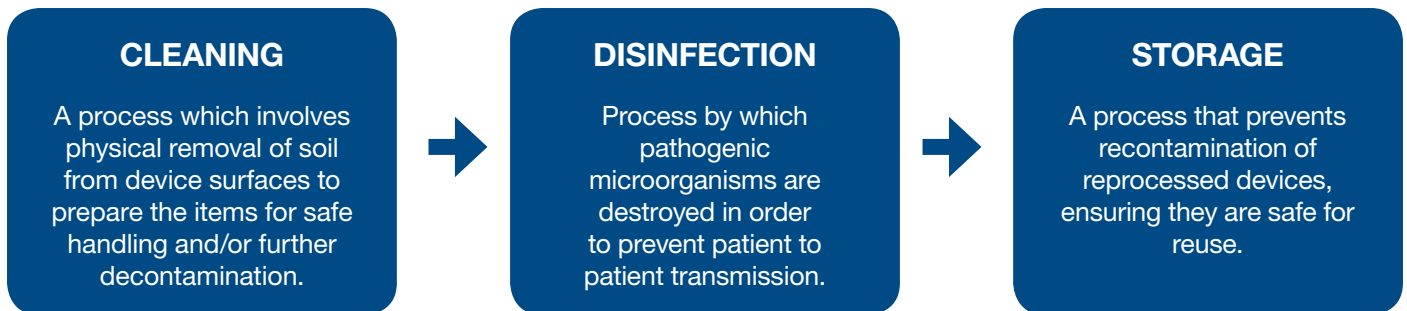 CLEANING
A process which involves
physical removal of soil
from device surfaces to
prepare the items for safe
handling and/or further
decontamination.
DISINFECTION
Process by which
pathogenic
microorganisms are
destroyed in order
to prevent patient to
patient transmission.
STORAGE
A process that prevents
recontamination of
reprocessed devices,
ensuring they are safe for
reuse.